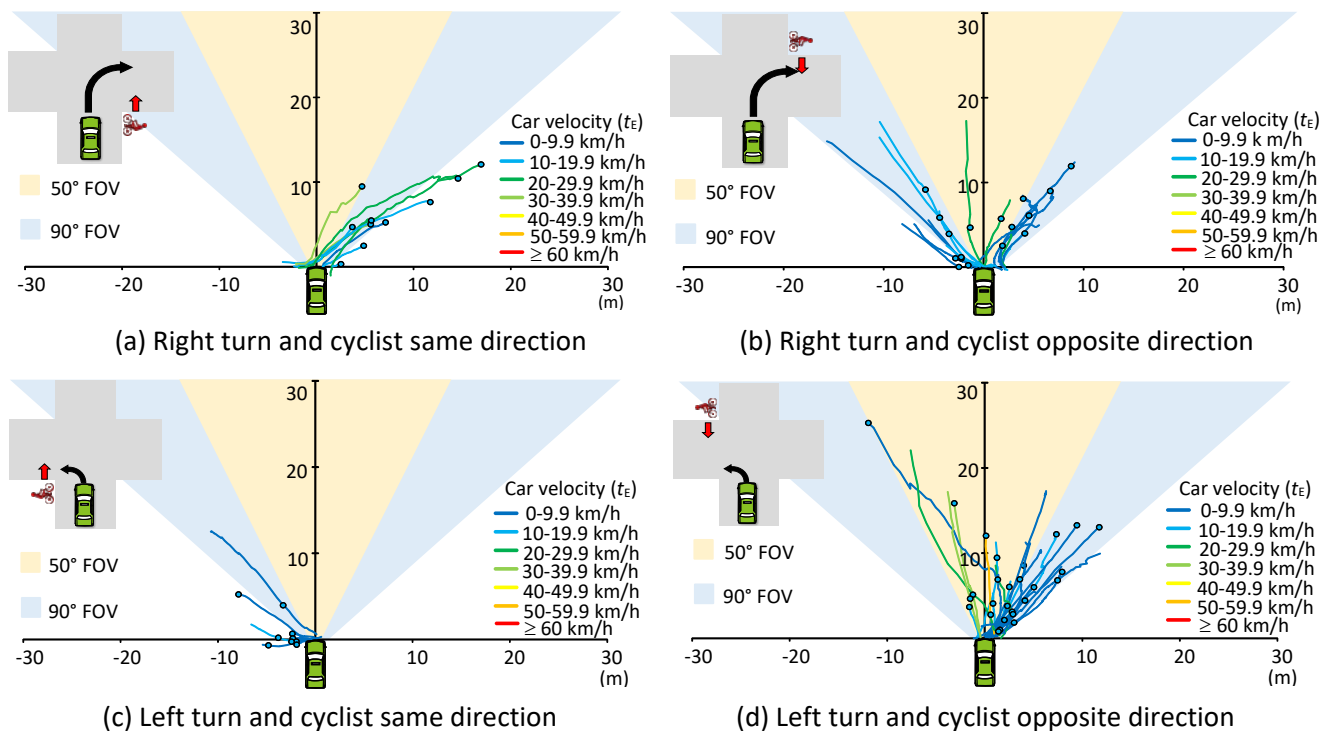 30
20
10
-30
-20
-10
0
10
20
30
(m)
50° FOV
90° FOV
Car velocity (tE)
0-9.9 km/h
10-19.9 km/h
20-29.9 km/h
30-39.9 km/h
40-49.9 km/h
50-59.9 km/h
≥ 60 km/h
(a) Right turn and cyclist same direction
30
20
10
-30
-20
-10
0
10
20
30
(m)
50° FOV
90° FOV
Car velocity (tE)
0-9.9 k m/h
10-19.9 km/h
20-29.9 km/h
30-39.9 km/h
40-49.9 km/h
50-59.9 km/h
≥ 60 km/h
(b) Right turn and cyclist opposite direction
30
20
10
-30
-20
-10
0
10
20
30
(m)
50° FOV
90° FOV
Car velocity (tE)
0-9.9 km/h
10-19.9 km/h
20-29.9 km/h
30-39.9 km/h
40-49.9 km/h
50-59.9 km/h
≥ 60 km/h
(c) Left turn and cyclist same direction
30
20
10
-30
-20
-10
0
10
20
30
(m)
50° FOV
90° FOV
Car velocity (tE)
0-9.9 km/h
10-19.9 km/h
20-29.9 km/h
30-39.9 km/h
40-49.9 km/h
50-59.9 km/h
≥ 60 km/h
(d) Left turn and cyclist opposite direction